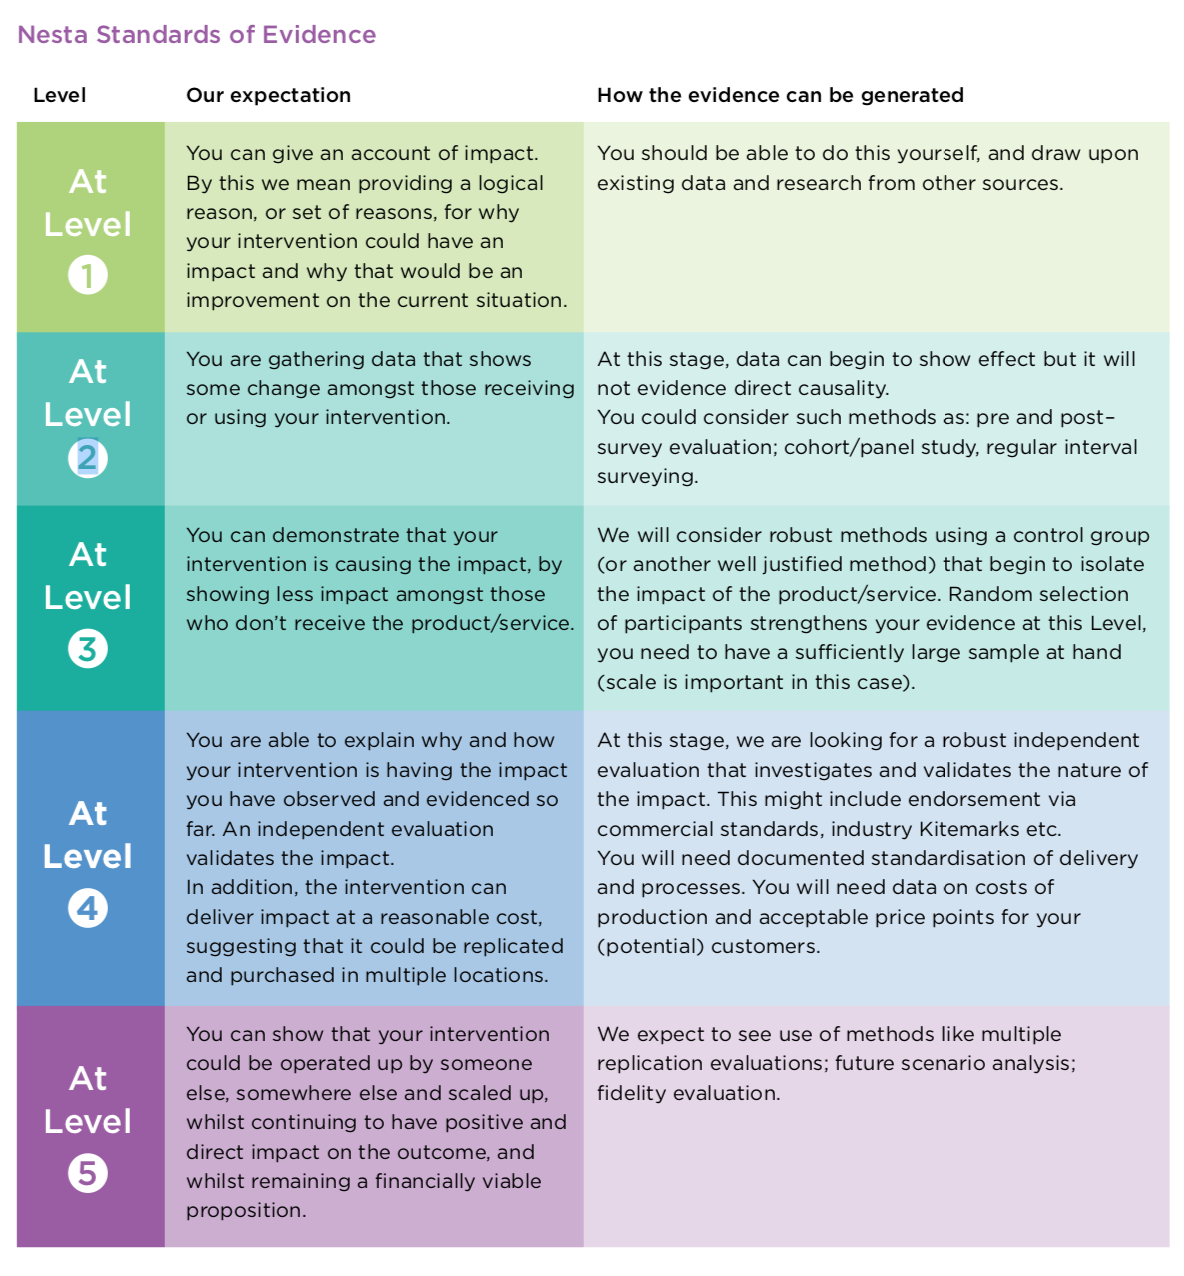 Nesta Standards of Evidence
Level
Our expectation
How the evidence can be generated
At
Level
1
You can give an account of impact.
By this we mean providing a logical
reason, or set of reasons, for why
your intervention could have an
impact and why that would be an
improvement on the current situation.
You should be able to do this yourself, and draw upon
existing data and research from other sources.
At
Level
2
You are gathering data that shows
some change amongst those receiving
or using your intervention.
At this stage, data can begin to show effect but it will
not evidence direct causality.
You could consider such methods as: pre and post–
survey evaluation; cohort/panel study, regular interval
surveying.
At
Level
3
You can demonstrate that your
intervention is causing the impact, by
showing less impact amongst those
who don’t receive the product/service.
We will consider robust methods using a control group
(or another well justified method) that begin to isolate
the impact of the product/service. Random selection
of participants strengthens your evidence at this Level,
you need to have a sufficiently large sample at hand
(scale is important in this case).
At
Level
4
You are able to explain why and how
your intervention is having the impact
you have observed and evidenced so
far. An independent evaluation
validates the impact.
In addition, the intervention can
deliver impact at a reasonable cost,
suggesting that it could be replicated
and purchased in multiple locations.
At this stage, we are looking for a robust independent
evaluation that investigates and validates the nature of
the impact. This might include endorsement via
commercial standards, industry Kitemarks etc.
You will need documented standardisation of delivery
and processes. You will need data on costs of
production and acceptable price points for your
(potential) customers.
At
Level
5
You can show that your intervention
could be operated up by someone
else, somewhere else and scaled up,
whilst continuing to have positive and
direct impact on the outcome, and
whilst remaining a financially viable
proposition.
We expect to see use of methods like multiple
replication evaluations; future scenario analysis;
fidelity evaluation.